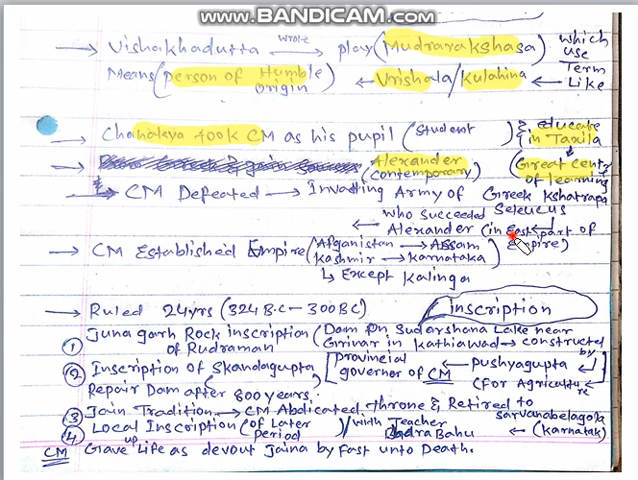 WWW.BANDICAM.COM
→ Vishakhadutta wrote → play (Mudrarakshasa) which use Term Like
Means (person of Humble origin) ← Vrishala/Kulahina ←
→ Chanakya took CM as his pupil (Student) & educate in Taxila
(Alexander contemporary) (Great centre of learning
→ CM Defeated → Invading Army of Greek Kshatrapa Seleucus
← who succeeded Alexander (in East part of Empire)
→ CM Established Empire (Afganistan → Assam Kashmir → Karnataka)
↳ Except Kalinga
→ Ruled 24yrs (324 B.C - 300 BC) inscription
① Junagarh Rock inscription of Rudraman (Dam on Sudarshana Lake near Girivar in Kathiawad → constructed by
② Inscription of Skandagupta [provincial governor of CM ← pushyagupta
Repair Dam after 800 years. (For Agriculture
③ Jain Tradition → CM Abdicated throne & Retired to sarvanabelagola
④ Local Inscription (of Later period) / with Teacher Bahu ← (Karnatak)
CM Gave up Life as devout Jaina by Fast unto Death.